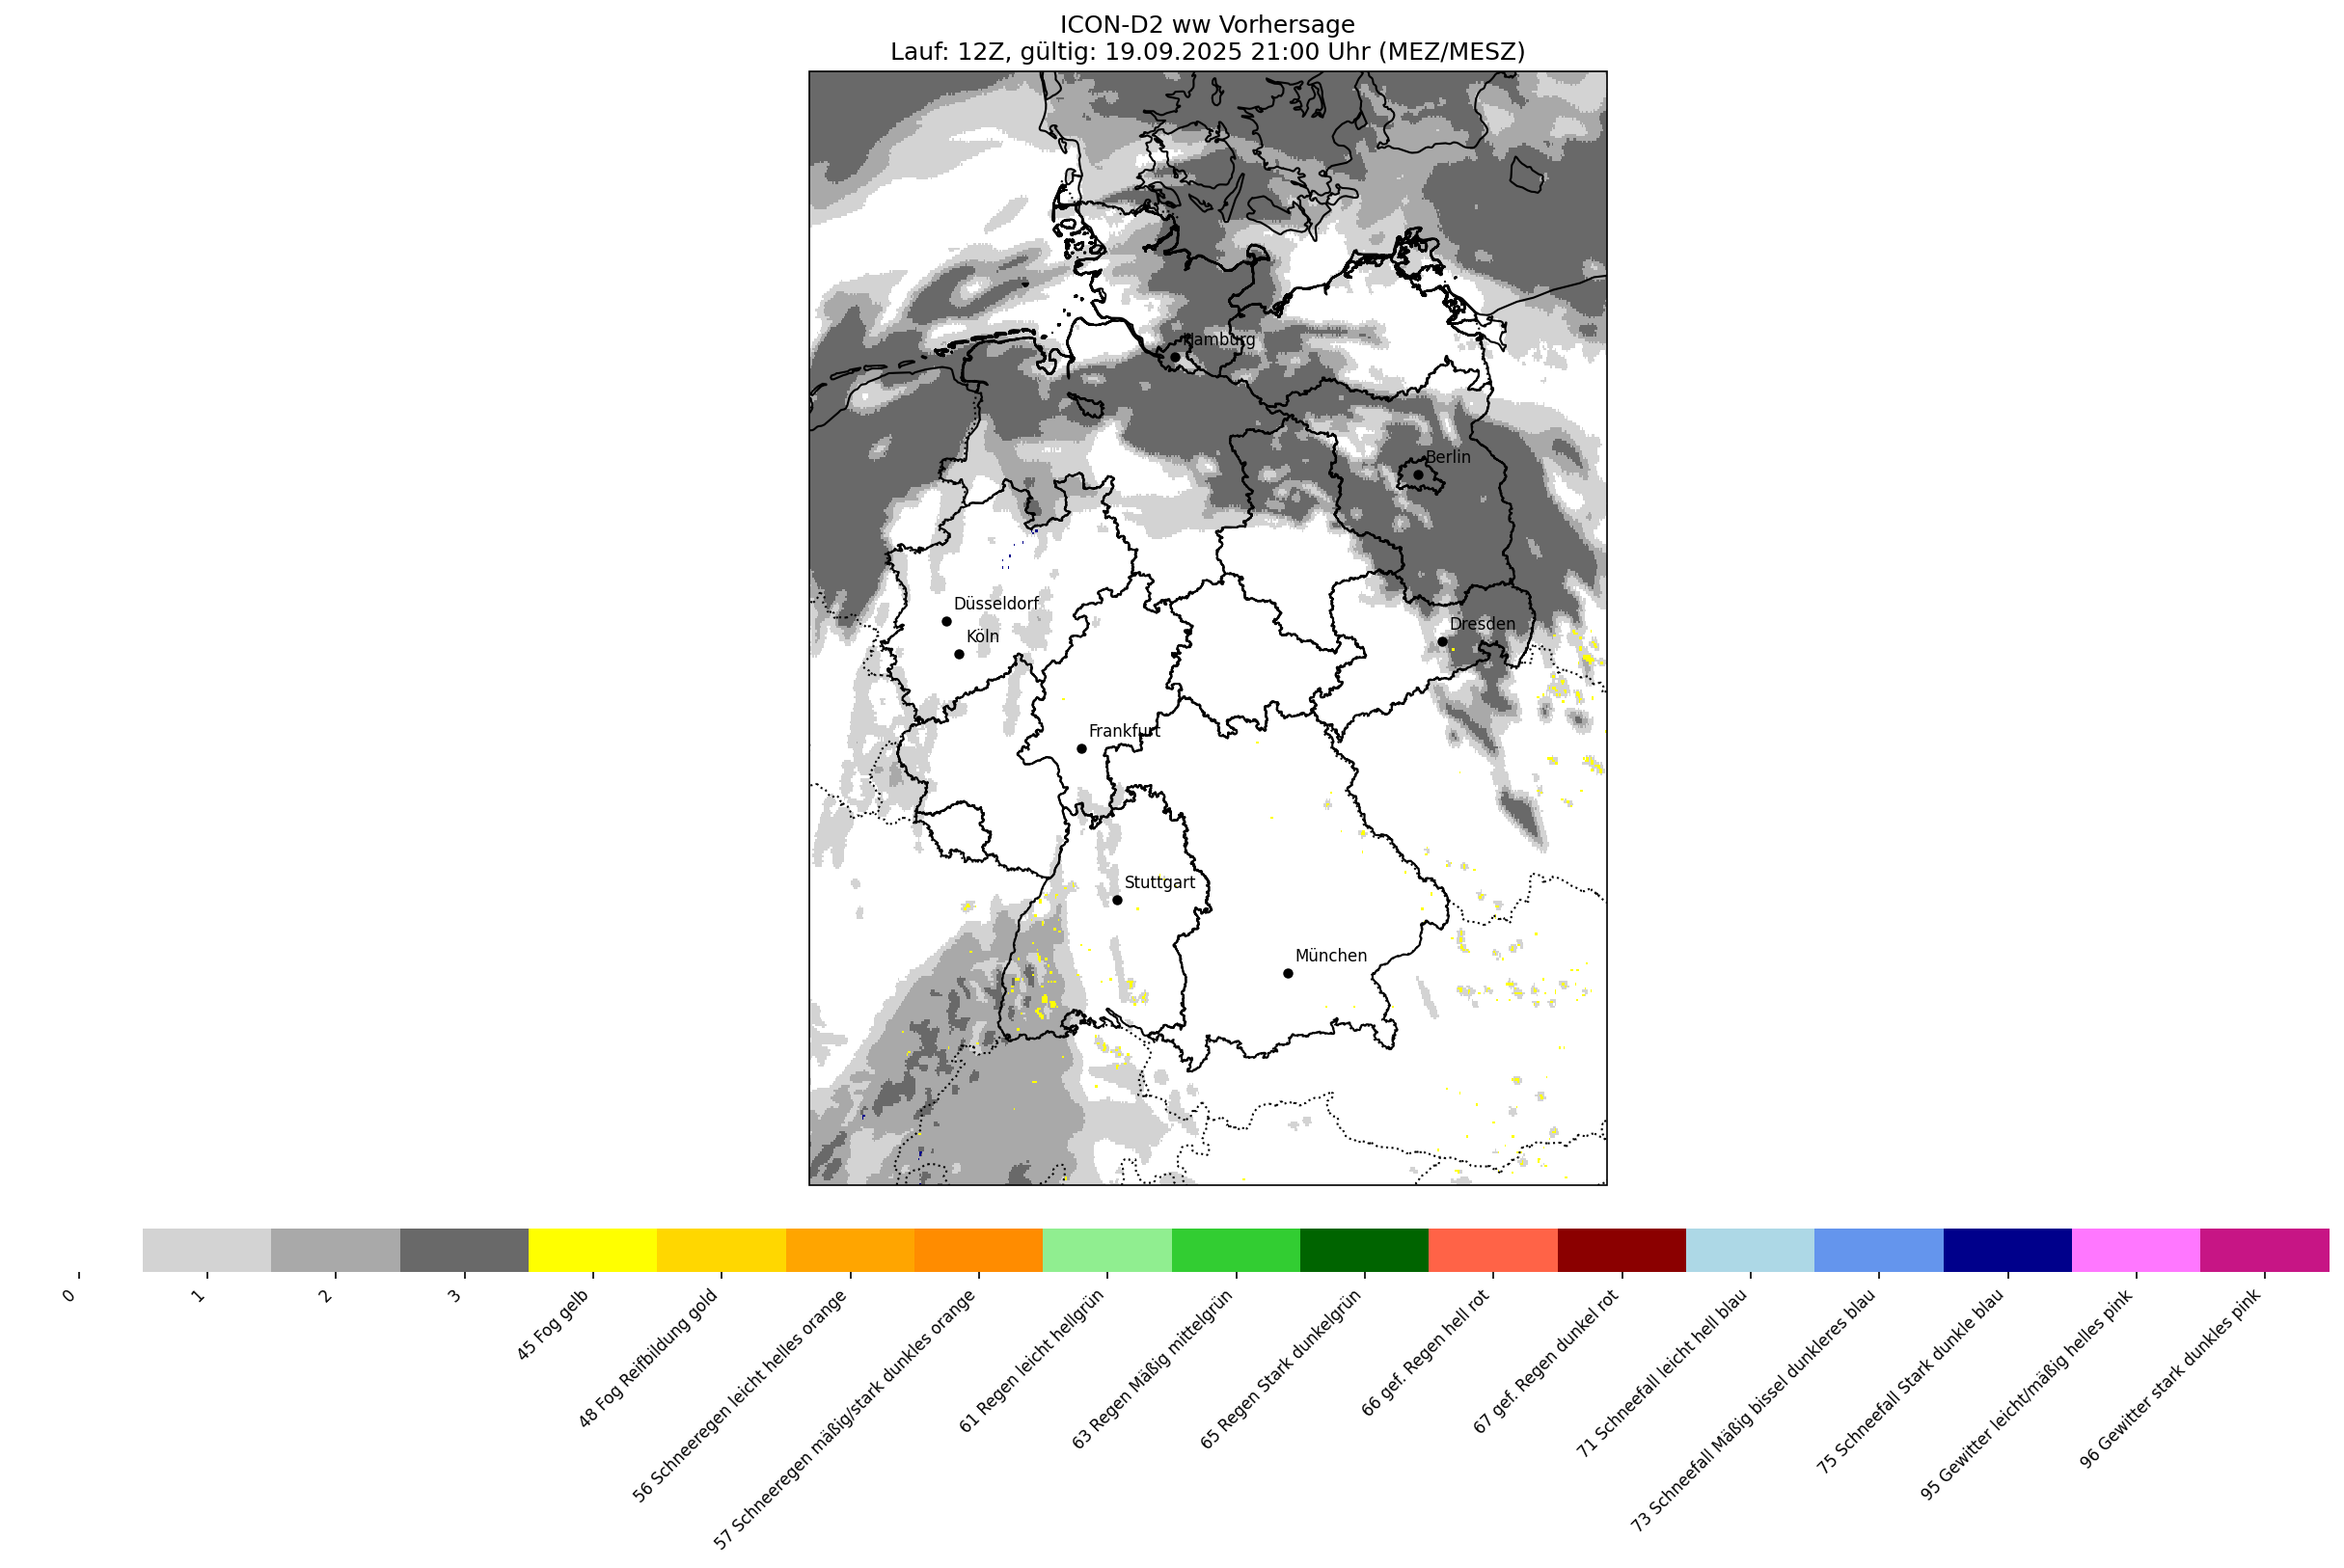 ICON-D2 ww Vorhersage
Lauf: 12Z, gültig: 19.09.2025 21:00 Uhr (MEZ/MESZ)
Hamburg
Berlin
Düsseldorf
Dresden
Köln
Frankfurt
Stuttgart
München
0
1
2
3
45 Fog gelb
48 Fog Reifbildung gold
56 Schneeregen leicht helles orange
57 Schneeregen mäßig/stark dunkles orange
61 Regen leicht hellgrün
63 Regen Mäßig mittelgrün
65 Regen Stark dunkelgrün
66 gef. Regen hell rot
67 gef. Regen dunkel rot
71 Schneefall leicht hell blau
73 Schneefall Mäßig bissel dunkleres blau
75 Schneefall Stark dunkle blau
95 Gewitter leicht/mäßig helles pink
96 Gewitter stark dunkles pink